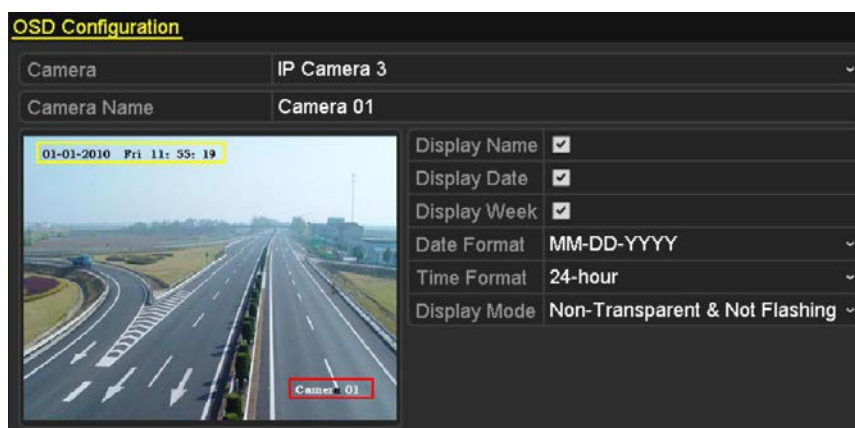 OSD Configuration
Camera IP Camera 3
Camera Name Camera 01
01-01-2010 Fri 11: 55: 19
Camera 01
Display Name
Display Date
Display Week
Date Format MM-DD-YYYY
Time Format 24-hour
Display Mode Non-Transparent & Not Flashing